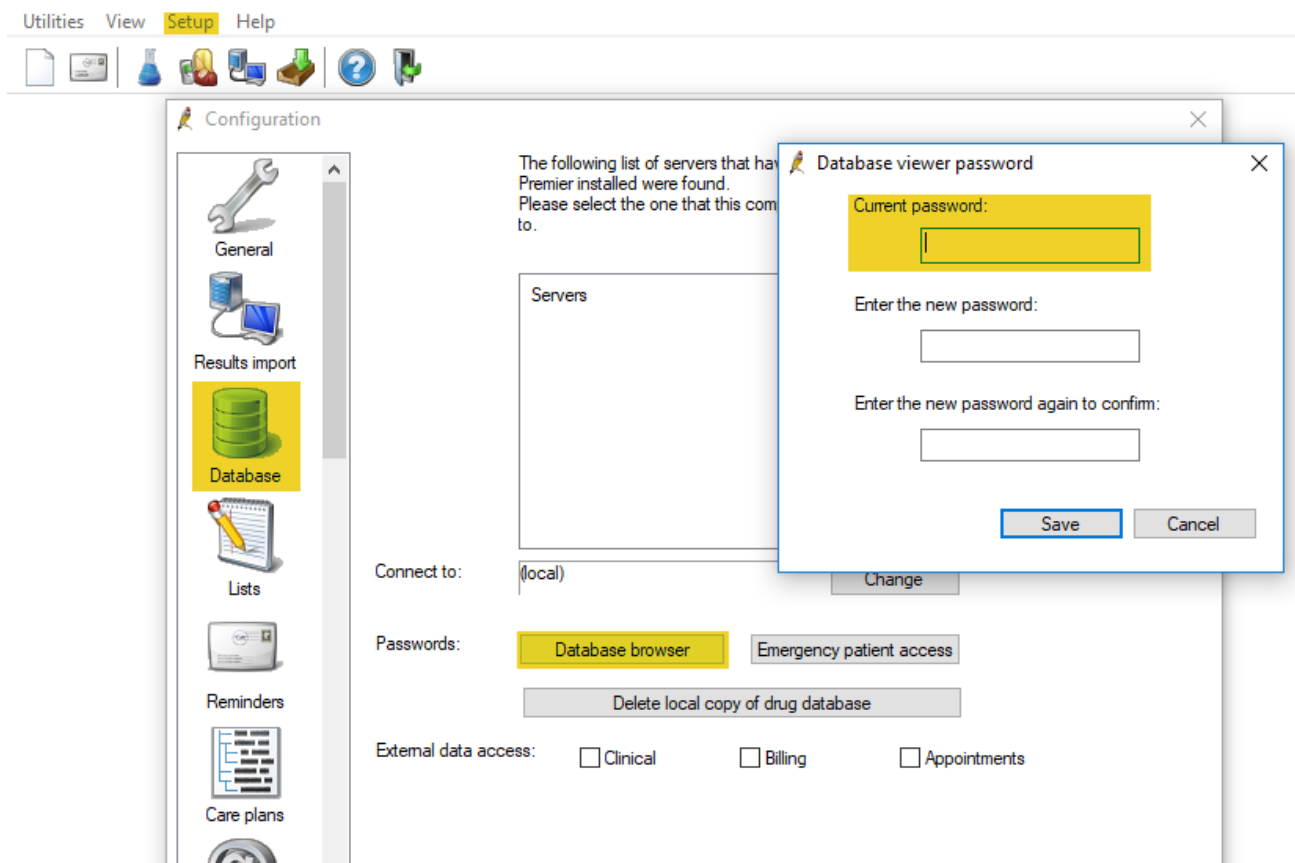 Utilities View Setup Help
Configuration
General
Results import
Database
Lists
Reminders
Care plans
The following list of servers that hav
Premier installed were found.
Please select the one that this com
to.
Servers
Connect to: (local) Change
Passwords: Database browser Emergency patient access
Delete local copy of drug database
External data access: Clinical Billing Appointments
Database viewer password
Current password:
Enter the new password:
Enter the new password again to confirm:
Save Cancel